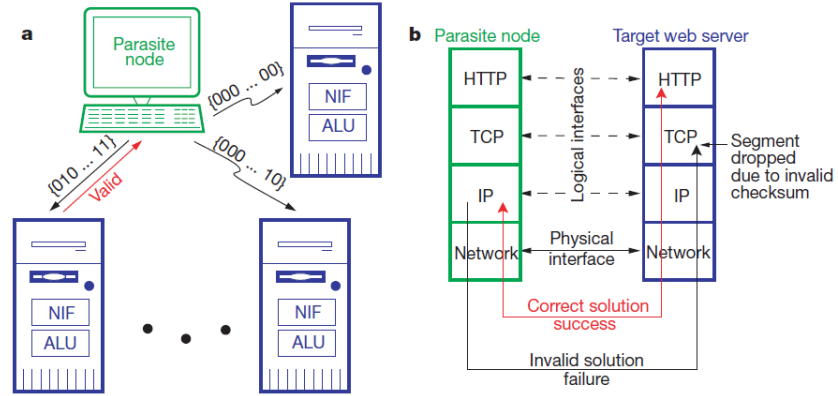 a
Parasite
node
{000 ... 00}
NIF
ALU
{010 ... 11}
Valid
{000 ... 10}
NIF
ALU
NIF
ALU
b
Parasite node
Target web server
HTTP
HTTP
TCP
TCP
IP
IP
Network
Network
Logical interfaces
Physical
interface
Segment
dropped
due to invalid
checksum
Correct solution
success
Invalid solution
failure